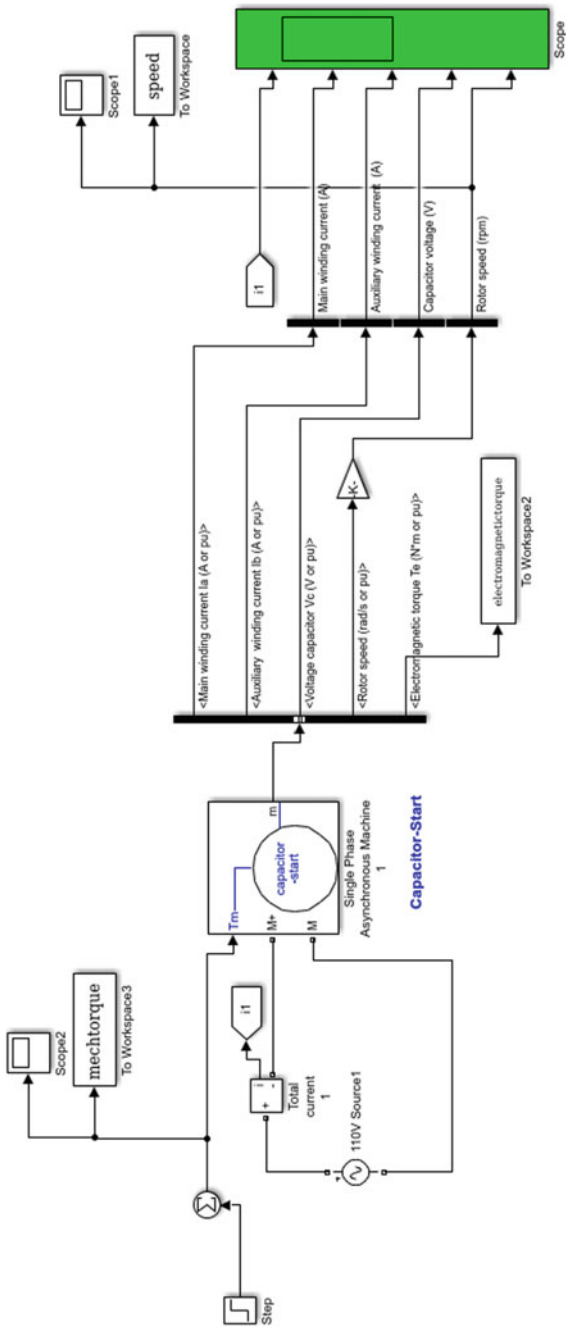 Step
Scope2
mechtorque
To Workspace3
i1
+
i
-
Total
current
1
110V Source1
Tm
M+
M
m
capacitor
-start
Single Phase
Asynchronous Machine
1
Capacitor-Start
<Main winding current Ia (A or pu)>
<Auxiliary winding current Ib (A or pu)>
<Voltage capacitor Vc (V or pu)>
<Rotor speed (rad/s or pu)>
<Electromagnetic torque Te (N*m or pu)>
-K-
electromagnetictorque
To Workspace2
i1
Main winding current (A)
Auxiliary winding current (A)
Capacitor voltage (V)
Rotor speed (rpm)
Scope1
speed
To Workspace
Scope